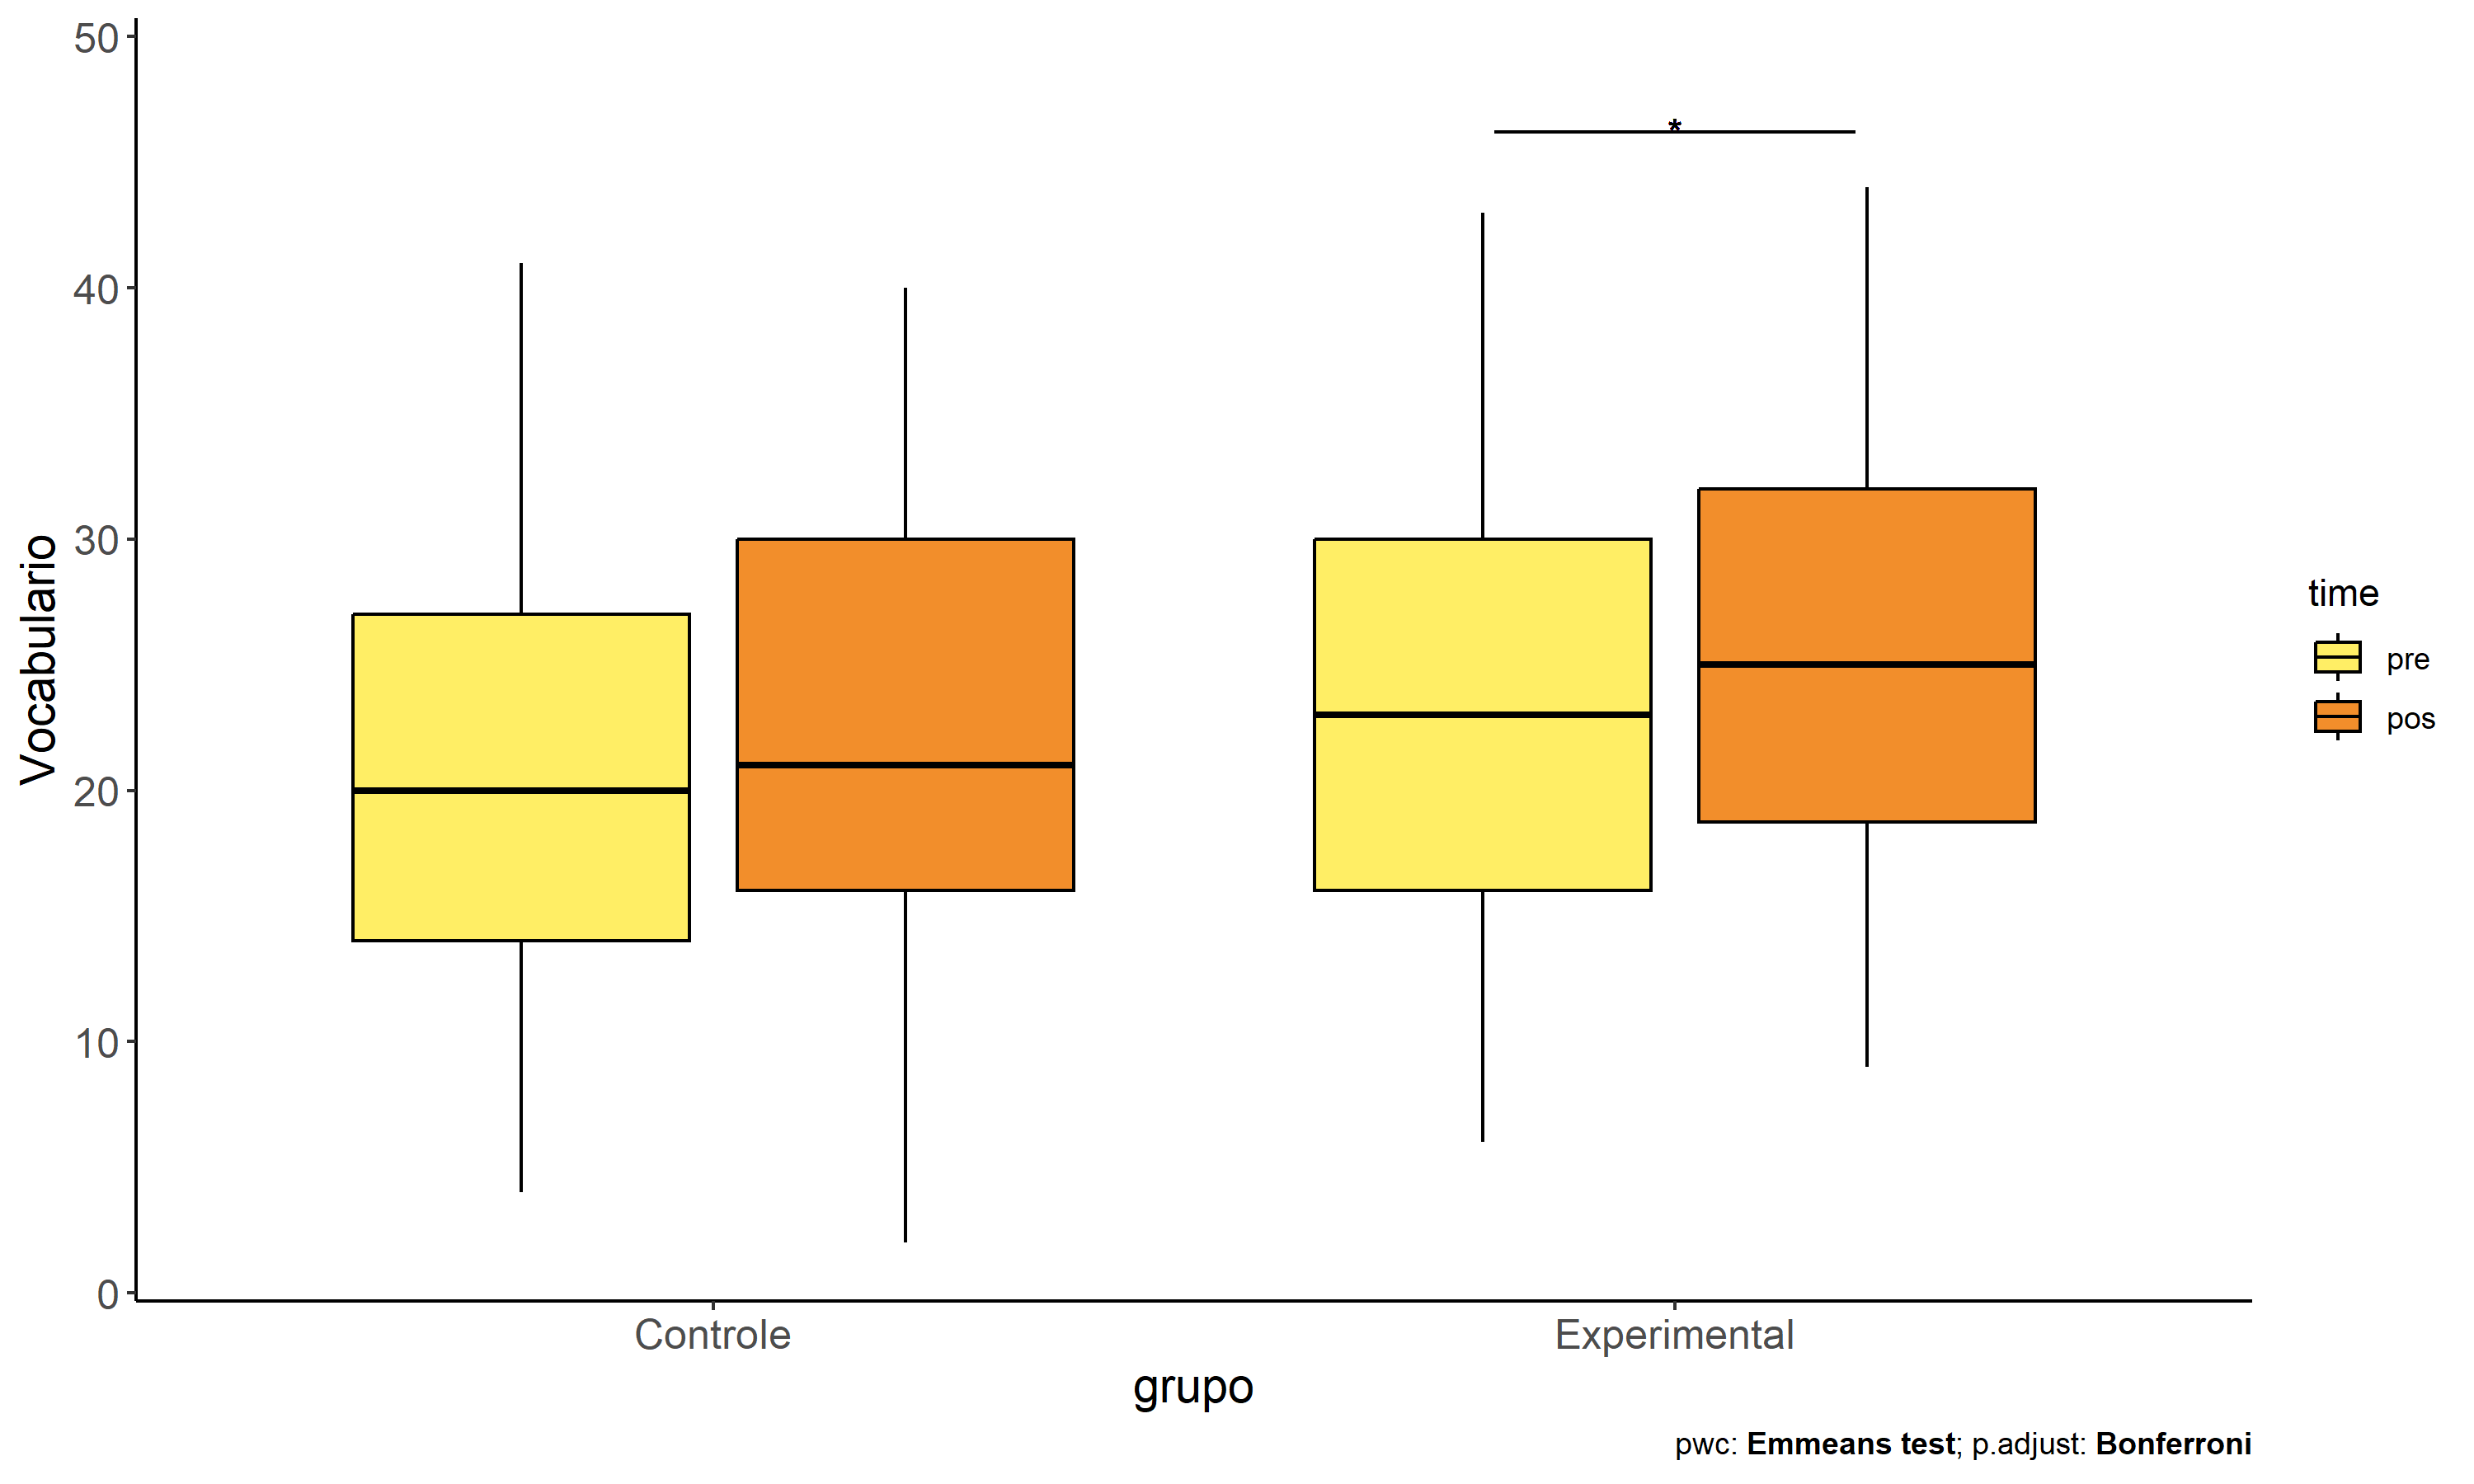 Vocabulario
50
40
30
20
10
0
*
Controle
Experimental
grupo
time
pre
pos
pwc: Emmeans test; p.adjust: Bonferroni